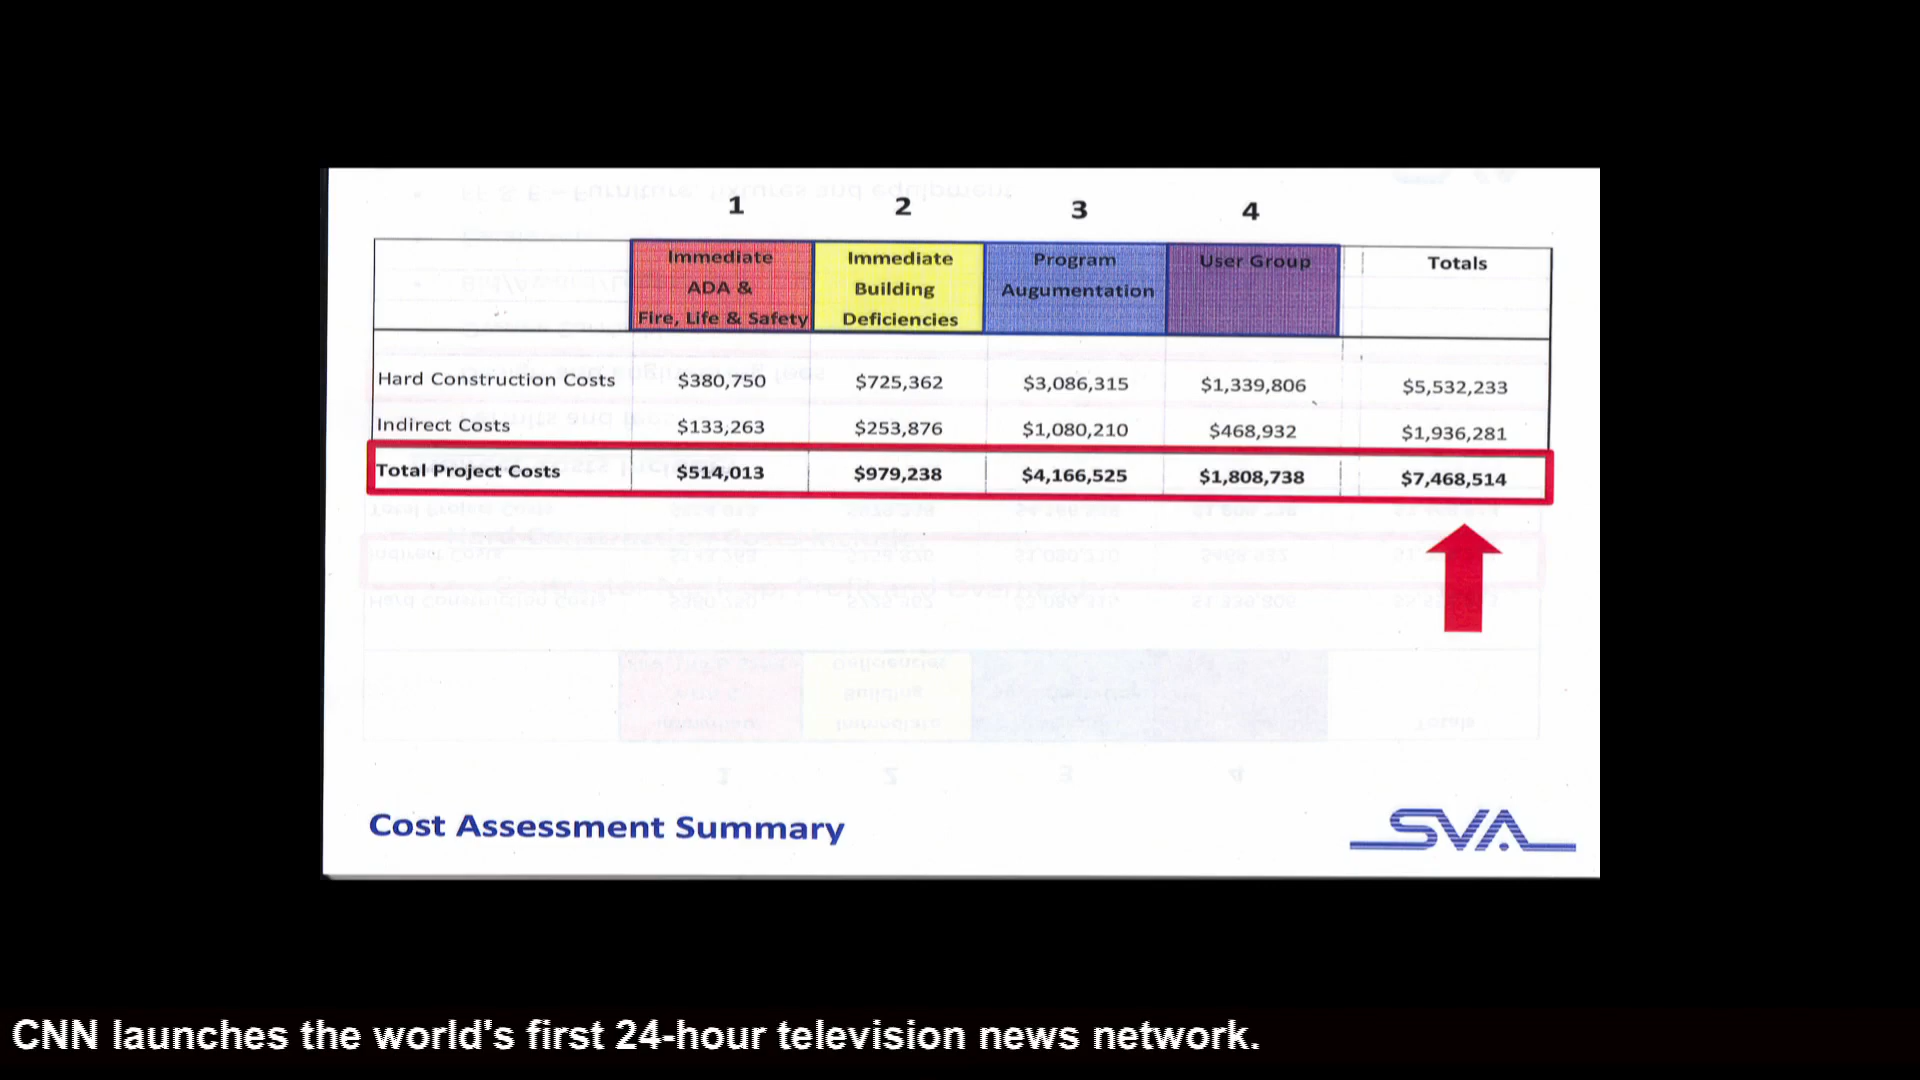 1 2 3 4
Immediate Immediate Program User Group Totals
ADA & Building Augumentation
Fire, Life & Safety Deficiencies
Hard Construction Costs $380,750 $725,362 $3,086,315 $1,339,806 $5,532,233
Indirect Costs $133,263 $253,876 $1,080,210 $468,932 $1,936,281
Total Project Costs $514,013 $979,238 $4,166,525 $1,808,738 $7,468,514
Cost Assessment Summary
SVA
CNN launches the world's first 24-hour television news network.